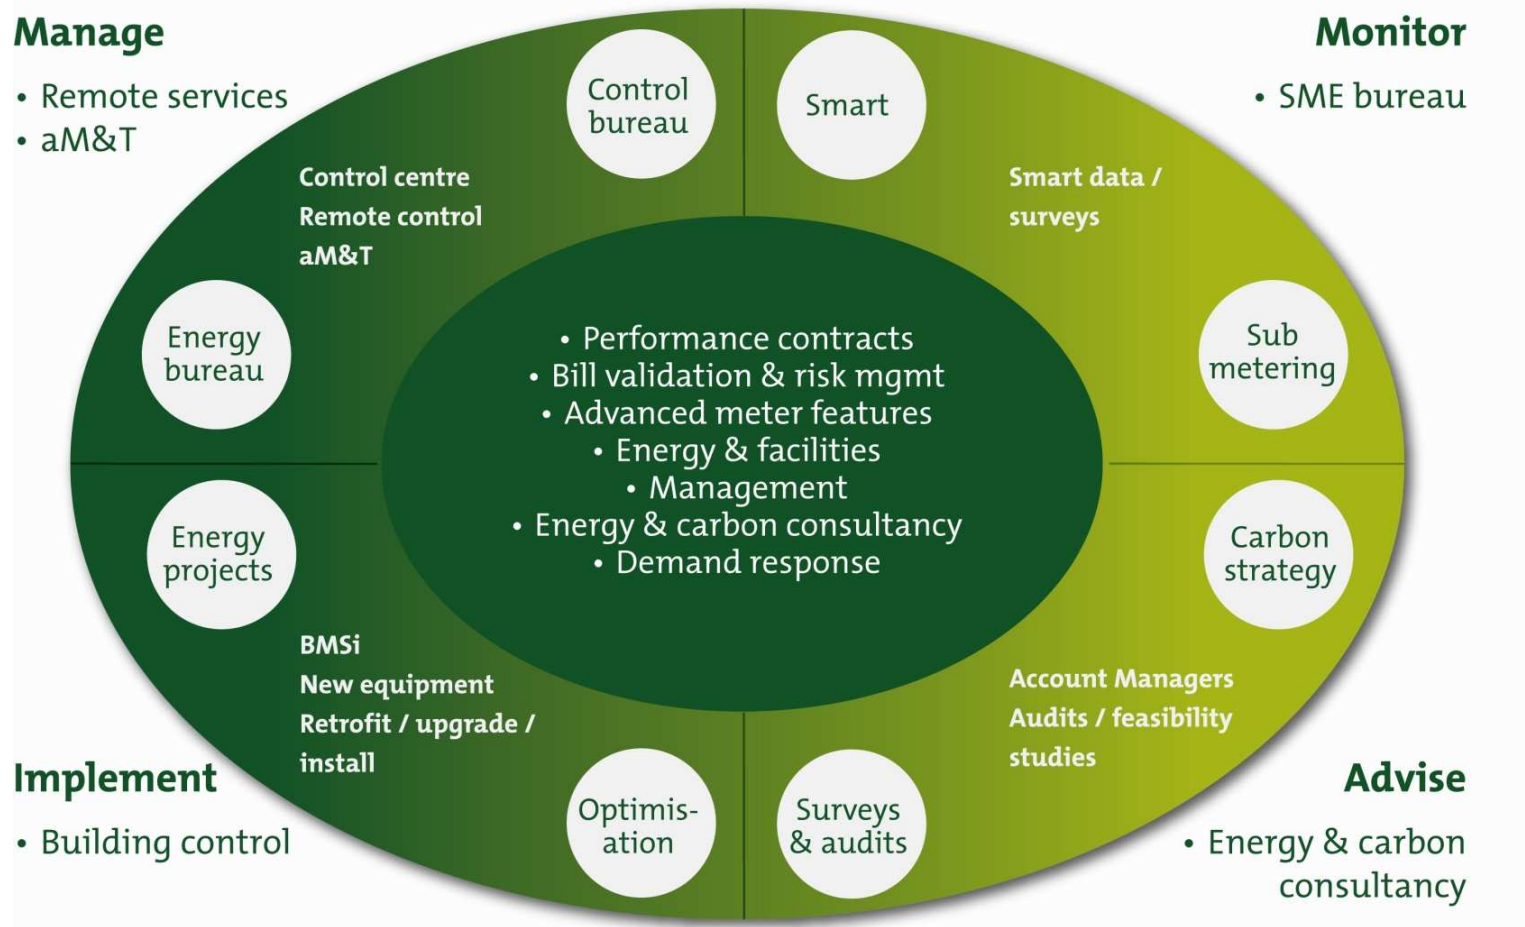 Manage
• Remote services
• aM&T
Monitor
• SME bureau
Control
bureau
Smart
Control centre
Remote control
aM&T
Smart data /
surveys
Energy
bureau
Sub
metering
• Performance contracts
• Bill validation & risk mgmt
• Advanced meter features
• Energy & facilities
• Management
• Energy & carbon consultancy
• Demand response
Energy
projects
Carbon
strategy
BMSi
New equipment
Retrofit / upgrade /
install
Account Managers
Audits / feasibility
studies
Optimis-
ation
Surveys
& audits
Implement
• Building control
Advise
• Energy & carbon
consultancy